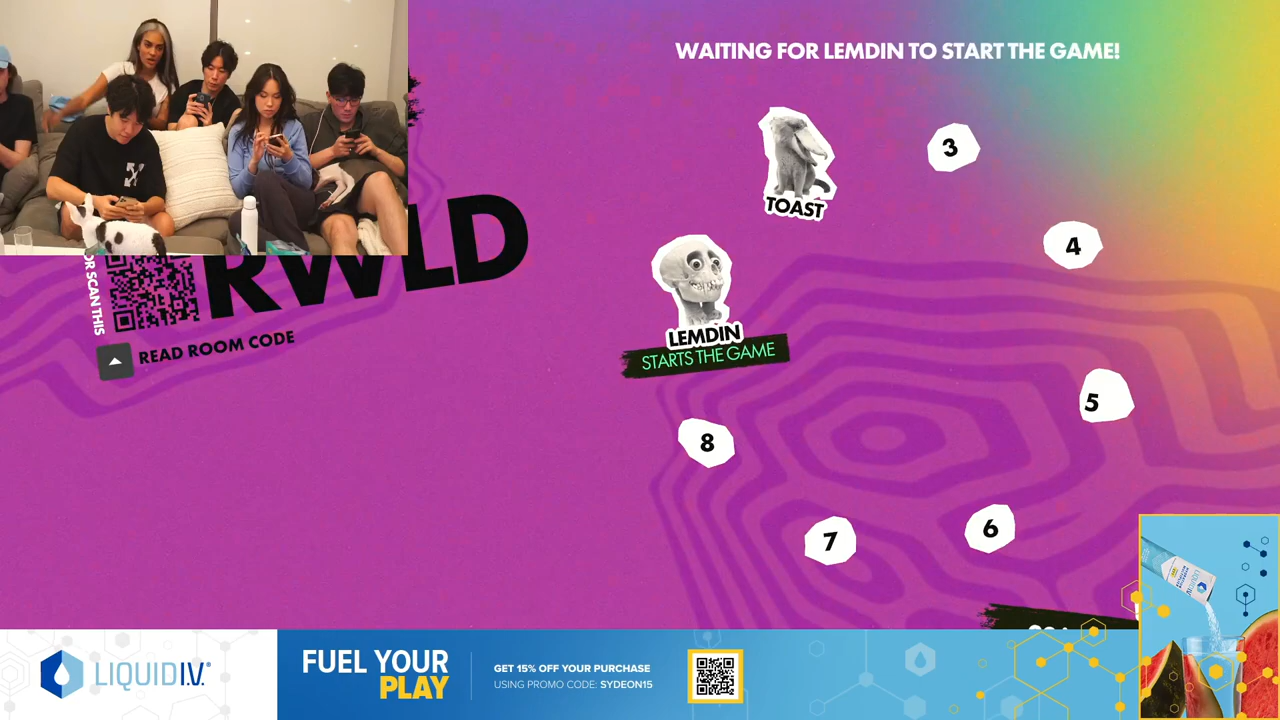 WAITING FOR LEMDIN TO START THE GAME!
TOAST
3
4
LEMDIN
STARTS THE GAME
5
8
6
7
OR SCAN THIS
RWLD
READ ROOM CODE
LIQUID I.V.
FUEL YOUR
PLAY
GET 15% OFF YOUR PURCHASE
USING PROMO CODE: SYDEON15